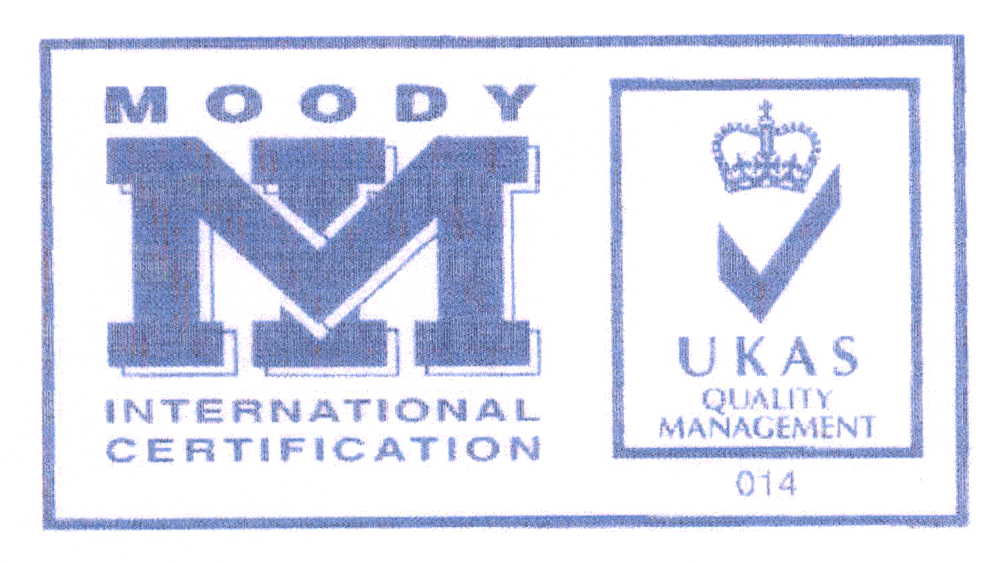 MOODY
INTERNATIONAL
CERTIFICATION
UKAS
QUALITY
MANAGEMENT
014